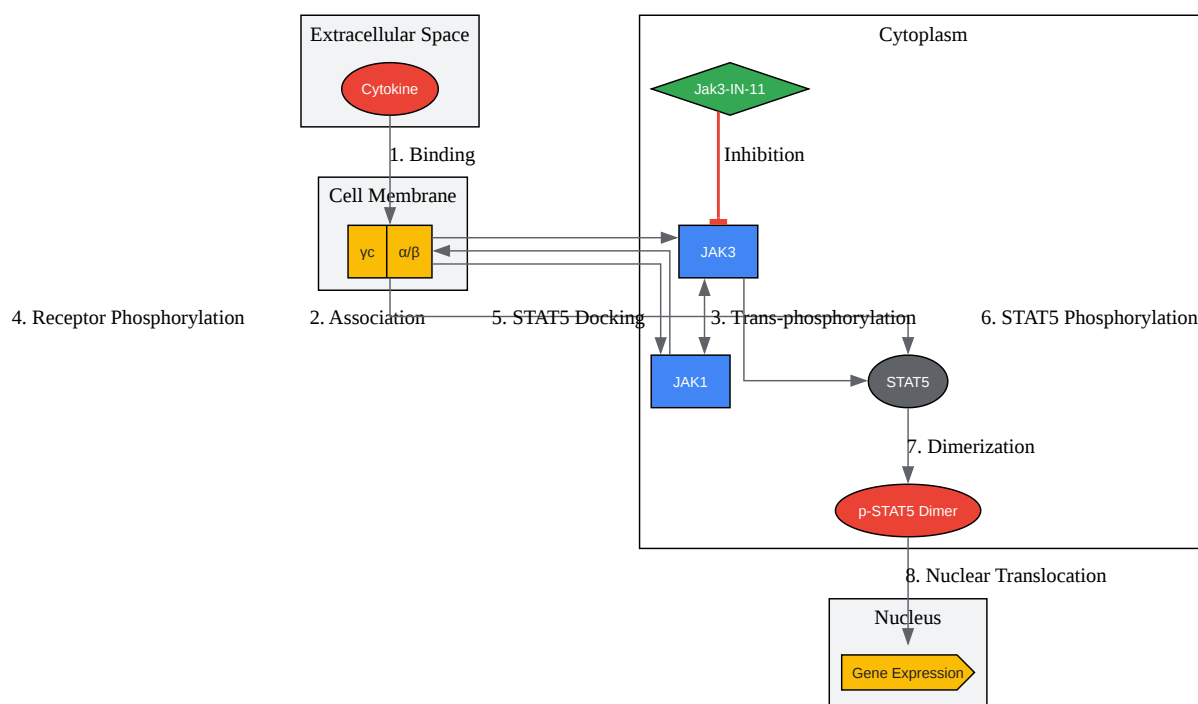 Extracellular Space
Cytoplasm
Cytokine
Jak3-IN-11
1. Binding
Inhibition
Cell Membrane
γc
α/β
JAK3
4. Receptor Phosphorylation
2. Association
5. STAT5 Docking
3. Trans-phosphorylation
6. STAT5 Phosphorylation
JAK1
STAT5
7. Dimerization
p-STAT5 Dimer
8. Nuclear Translocation
Nucleus
Gene Expression